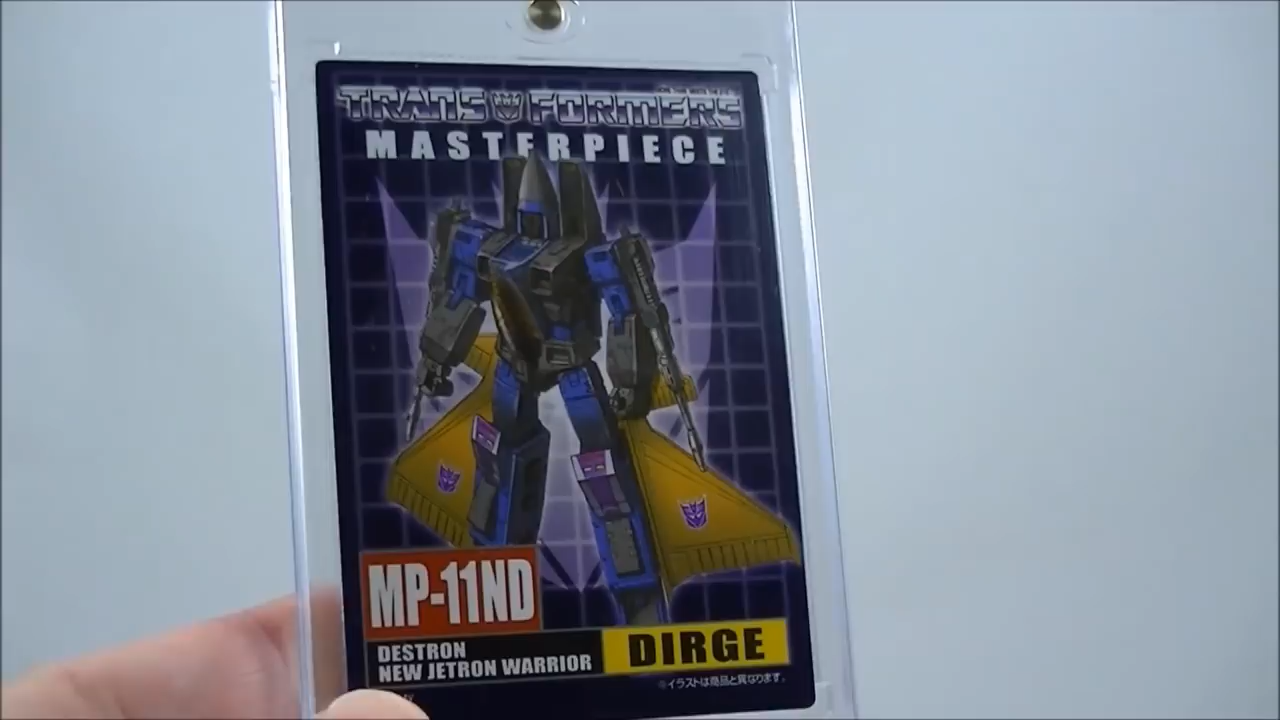 TRANSFORMERS
MASTERPIECE
MP-11ND
DESTRON
NEW JETRON WARRIOR
DIRGE
※イラストは商品と異なります。